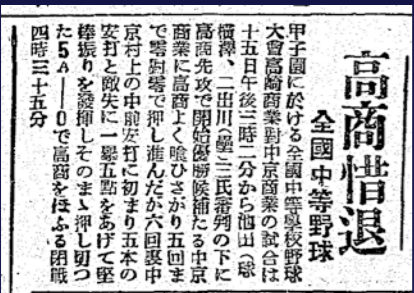 高商惜退
全國中等野球
甲子園に於ける全國中等學校野球
大會高崎商業對中京商業の試合は
十五日午後三時二分から池田（球
横澤、二出川（壘）三氏審判の下に
高商先攻で開始優勝候補たる中京
商業に高商よく喰ひさがり五回ま
で零對零で押し進んだが六回裏中
京村上の中前安打に初まり五本の
安打と敵失に一擧五點をあげて堅
棒振りを發揮しそのまゝ押し切つ
た5A—0で高商をほふる閉戰
四時三十五分